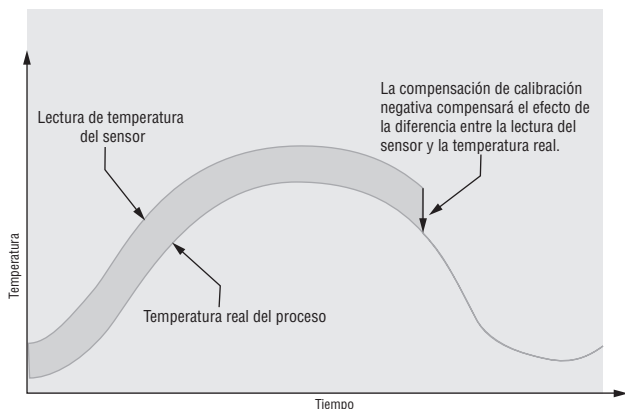 La compensación de calibración
negativa compensará el efecto de
la diferencia entre la lectura del
sensor y la temperatura real.
Lectura de temperatura
del sensor
Temperatura
Temperatura real del proceso
Tiempo